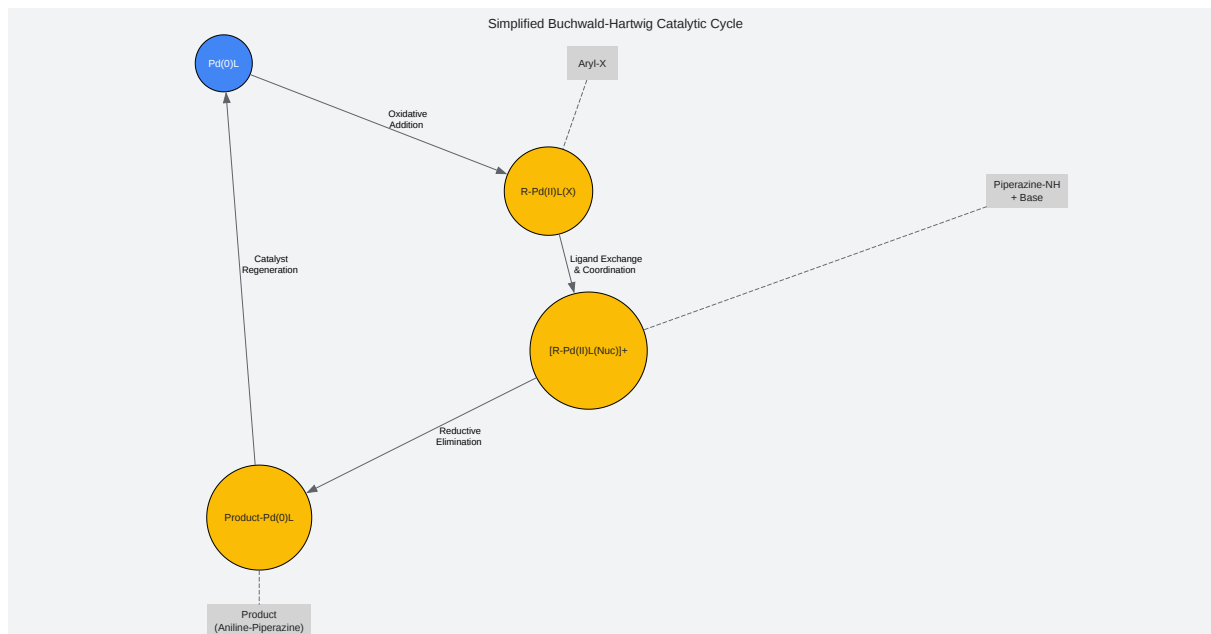 Simplified Buchwald-Hartwig Catalytic Cycle
Pd(0)L
Aryl-X
Oxidative
Addition
R-Pd(II)L(X)
Piperazine-NH
+ Base
Catalyst
Regeneration
Ligand Exchange
& Coordination
[R-Pd(II)L(Nuc)]+
Reductive
Elimination
Product-Pd(0)L
Product
(Aniline-Piperazine)